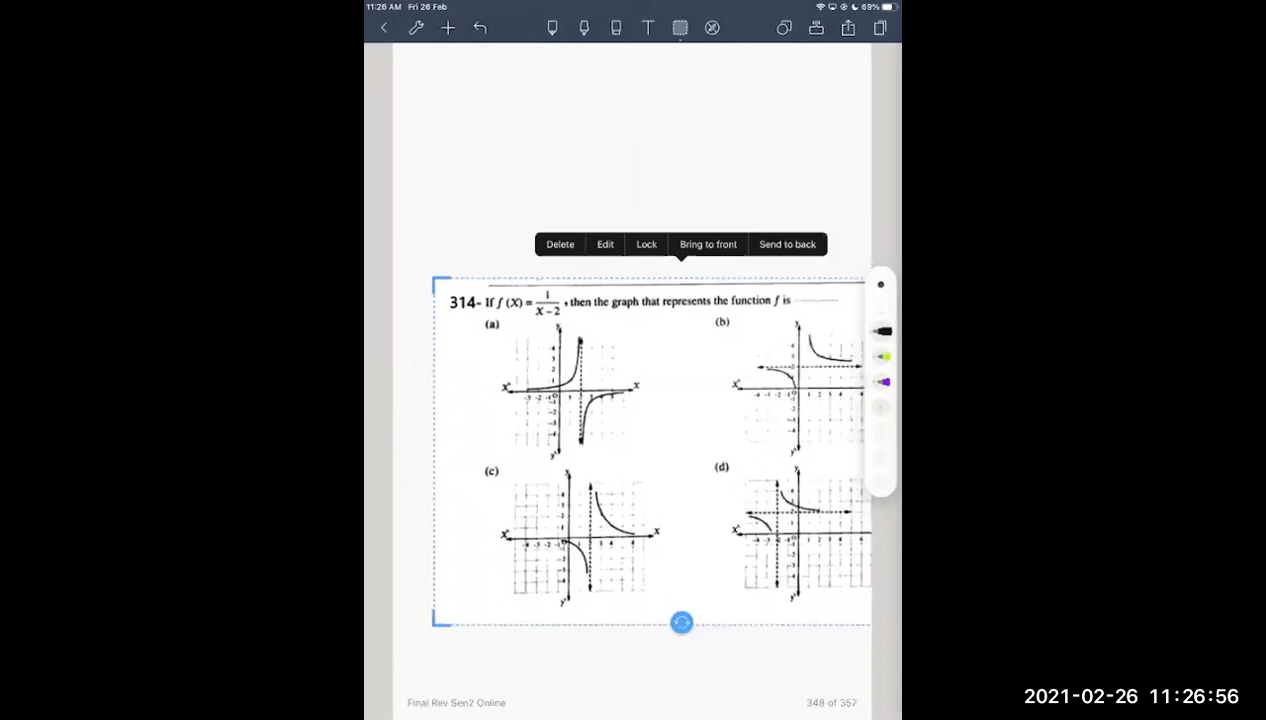 11:26 AM Fri 26 Feb
69%
Delete Edit Lock Bring to front Send to back
314- If f (X) = 1/(X – 2) , then the graph that represents the function f is
(a)
(b)
(c)
(d)
Final Rev Sen2 Online
348 of 357
2021-02-26 11:26:56